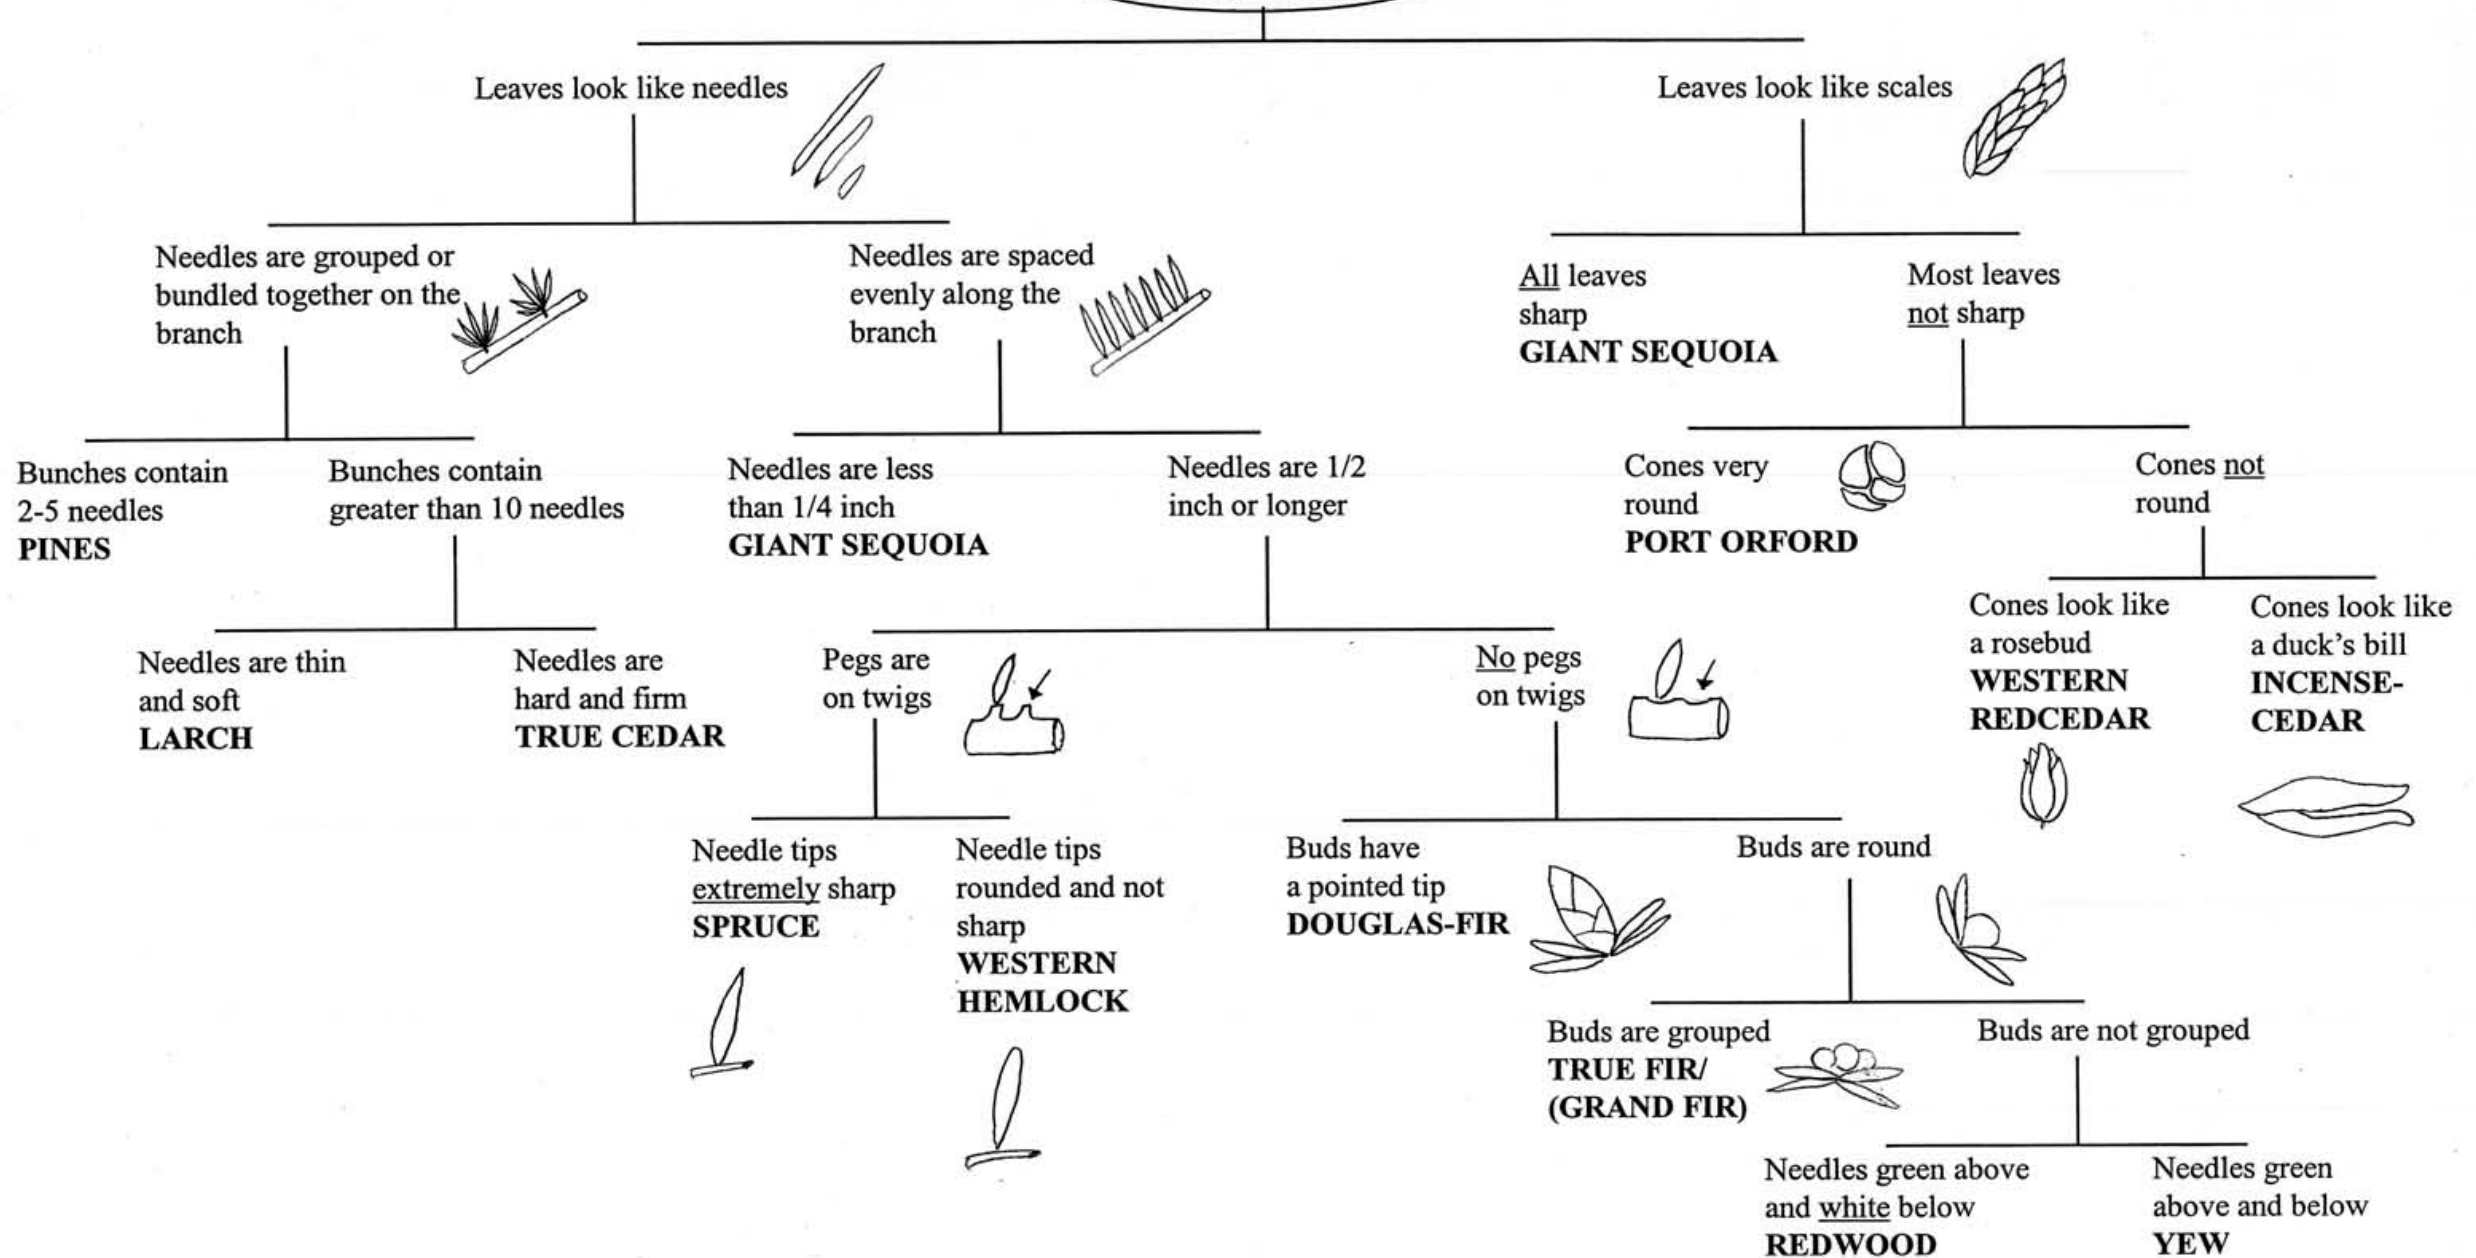 Leaves look like needles
Leaves look like scales
Needles are grouped or
bundled together on the
branch
Needles are spaced
evenly along the
branch
All leaves
sharp
GIANT SEQUOIA
Most leaves
not sharp
Bunches contain
2-5 needles
PINES
Bunches contain
greater than 10 needles
Needles are less
than 1/4 inch
GIANT SEQUOIA
Needles are 1/2
inch or longer
Cones very
round
PORT ORFORD
Cones not
round
Needles are thin
and soft
LARCH
Needles are
hard and firm
TRUE CEDAR
Pegs are
on twigs
No pegs
on twigs
Cones look like
a rosebud
WESTERN
REDCEDAR
Cones look like
a duck's bill
INCENSE-
CEDAR
Needle tips
extremely sharp
SPRUCE
Needle tips
rounded and not
sharp
WESTERN
HEMLOCK
Buds have
a pointed tip
DOUGLAS-FIR
Buds are round
Buds are grouped
TRUE FIR/
(GRAND FIR)
Buds are not grouped
Needles green above
and white below
REDWOOD
Needles green
above and below
YEW